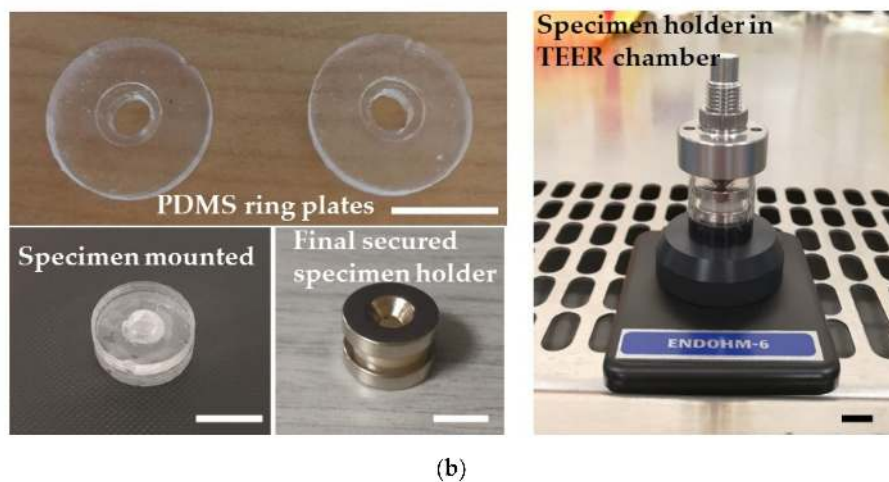 PDMS ring plates
Specimen mounted
Final secured
specimen holder
Specimen holder in
TEER chamber
ENDOHM-6
(b)